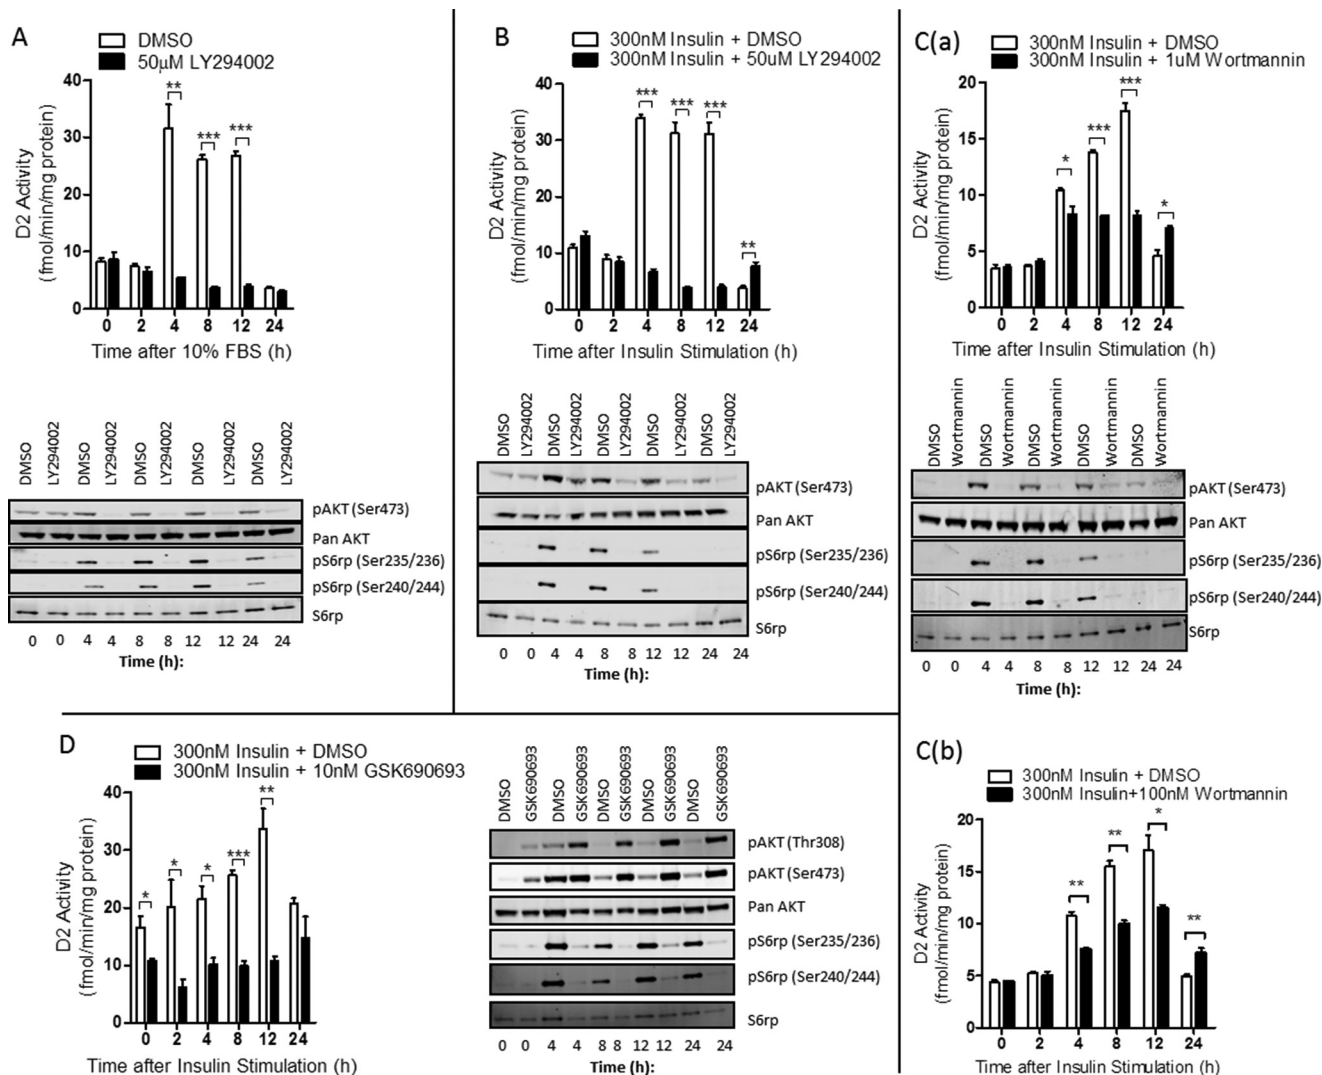 A
DMSO
50µM LY294002
D2 Activity
(fmol/min/mg protein)
40
30
20
10
0
** *** ***
0 2 4 8 12 24
Time after 10% FBS (h)
DMSO LY294002 DMSO LY294002 DMSO LY294002 DMSO LY294002 DMSO LY294002
pAKT (Ser473)
Pan AKT
pS6rp (Ser235/236)
pS6rp (Ser240/244)
S6rp
0 0 4 4 8 8 12 12 24 24
Time (h):
B
300nM Insulin + DMSO
300nM Insulin + 50uM LY294002
D2 Activity
(fmol/min/mg protein)
40
30
20
10
0
*** *** *** **
0 2 4 8 12 24
Time after Insulin Stimulation (h)
DMSO LY294002 DMSO LY294002 DMSO LY294002 DMSO LY294002 DMSO LY294002
pAKT (Ser473)
Pan AKT
pS6rp (Ser235/236)
pS6rp (Ser240/244)
S6rp
0 0 4 4 8 8 12 12 24 24
Time (h):
C(a)
300nM Insulin + DMSO
300nM Insulin + 1uM Wortmannin
D2 Activity
(fmol/min/mg protein)
20
15
10
5
0
* *** *** *
0 2 4 8 12 24
Time after Insulin Stimulation (h)
DMSO Wortmannin DMSO Wortmannin DMSO Wortmannin DMSO Wortmannin DMSO Wortmannin
pAKT (Ser473)
Pan AKT
pS6rp (Ser235/236)
pS6rp (Ser240/244)
S6rp
0 0 4 4 8 8 12 12 24 24
Time (h):
D
300nM Insulin + DMSO
300nM Insulin + 10nM GSK690693
D2 Activity
(fmol/min/mg protein)
40
30
20
10
0
* * * *** **
0 2 4 8 12 24
Time after Insulin Stimulation (h)
DMSO GSK690693 DMSO GSK690693 DMSO GSK690693 DMSO GSK690693 DMSO GSK690693
pAKT (Thr308)
pAKT (Ser473)
Pan AKT
pS6rp (Ser235/236)
pS6rp (Ser240/244)
S6rp
0 0 4 4 8 8 12 12 24 24
Time (h):
C(b)
300nM Insulin + DMSO
300nM Insulin+100nM Wortmannin
D2 Activity
(fmol/min/mg protein)
20
15
10
5
0
** ** * **
0 2 4 8 12 24
Time after Insulin Stimulation (h)